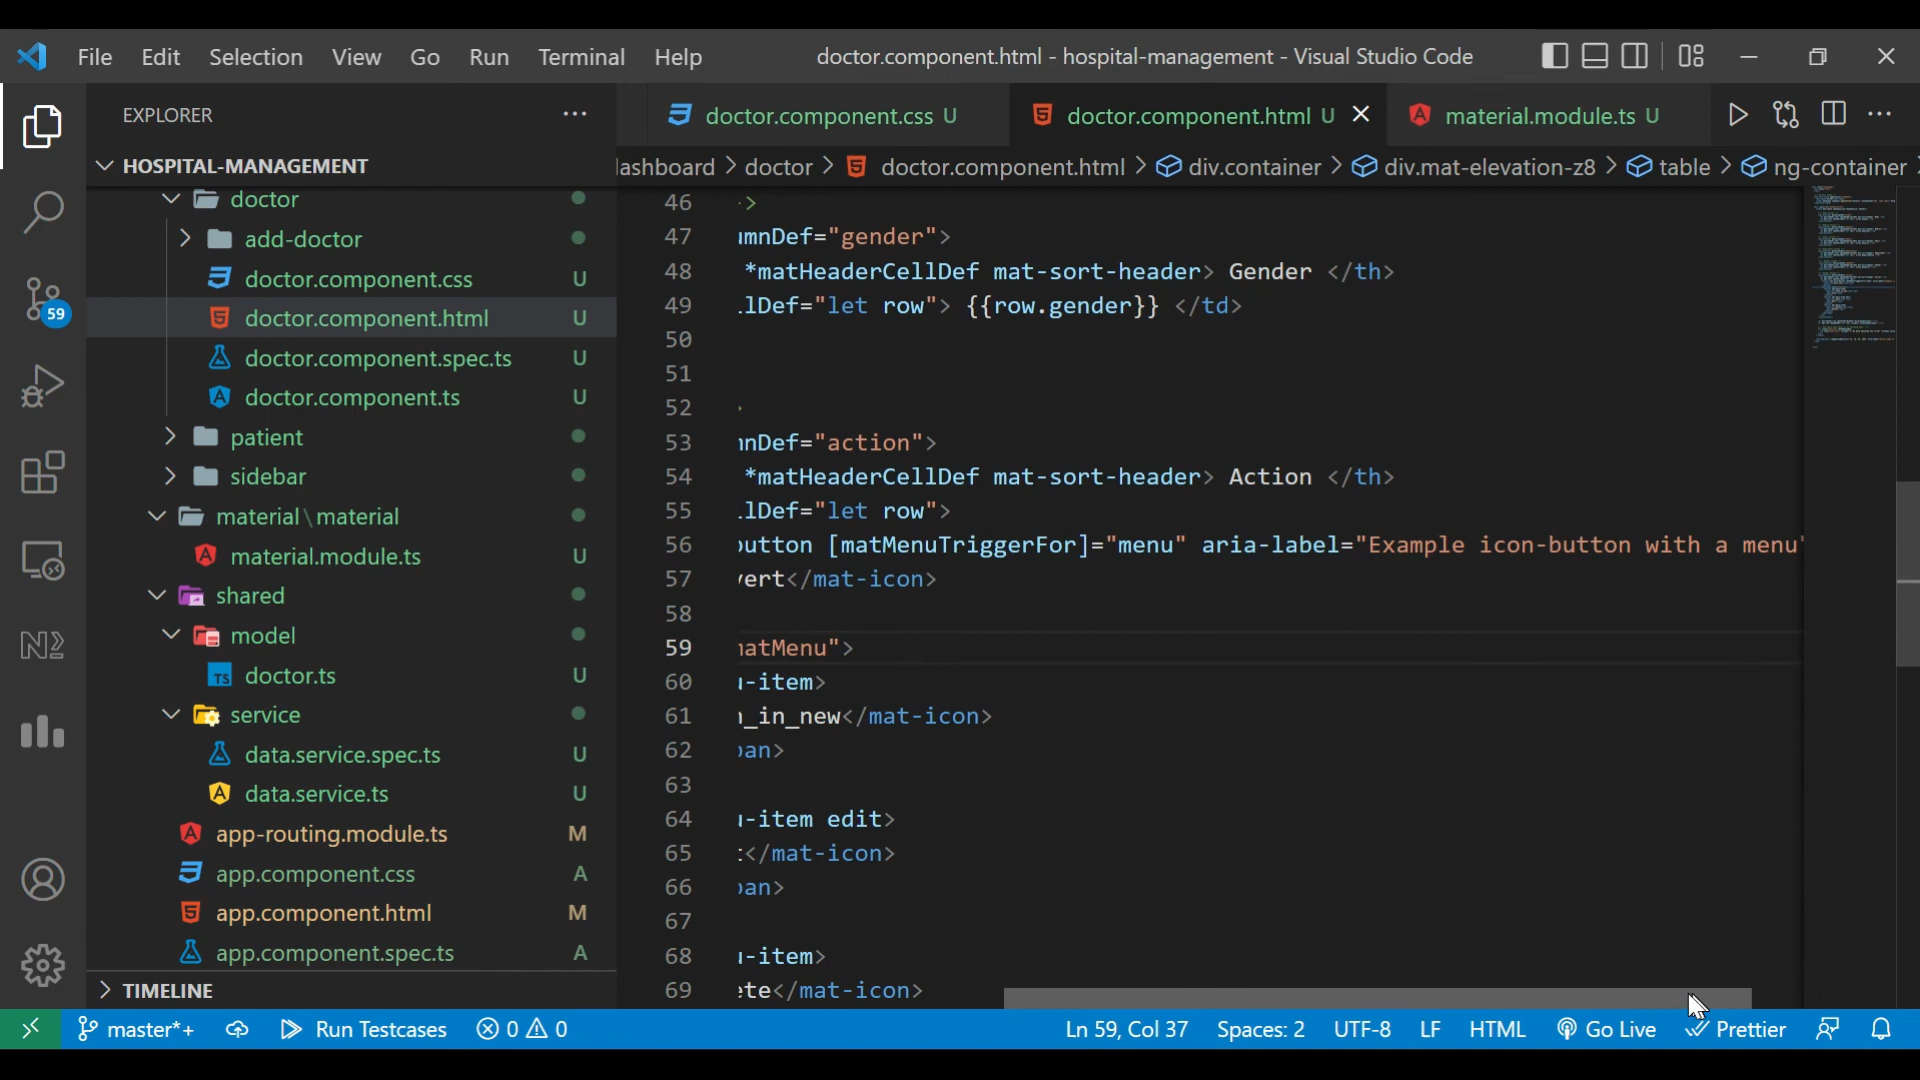 File Edit Selection View Go Run Terminal Help doctor.component.html - hospital-management - Visual Studio Code
EXPLORER
HOSPITAL-MANAGEMENT
doctor
add-doctor
doctor.component.css U
doctor.component.html U
doctor.component.spec.ts U
doctor.component.ts U
patient
sidebar
material\material
material.module.ts U
shared
model
doctor.ts U
service
data.service.spec.ts U
data.service.ts U
app-routing.module.ts M
app.component.css A
app.component.html M
app.component.spec.ts A
TIMELINE
59
doctor.component.css U doctor.component.html U material.module.ts U
lashboard > doctor > doctor.component.html > div.container > div.mat-elevation-z8 > table > ng-container
46 >
47 umnDef="gender">
48 *matHeaderCellDef mat-sort-header> Gender </th>
49 lDef="let row"> {{row.gender}} </td>
50
51
52
53 nDef="action">
54 *matHeaderCellDef mat-sort-header> Action </th>
55 lDef="let row">
56 utton [matMenuTriggerFor]="menu" aria-label="Example icon-button with a menu"
57 vert</mat-icon>
58
59 matMenu">
60 -item>
61 _in_new</mat-icon>
62 an>
63
64 -item edit>
65 </mat-icon>
66 an>
67
68 -item>
69 ete</mat-icon>
master*+ Run Testcases 0 0 Ln 59, Col 37 Spaces: 2 UTF-8 LF HTML Go Live Prettier